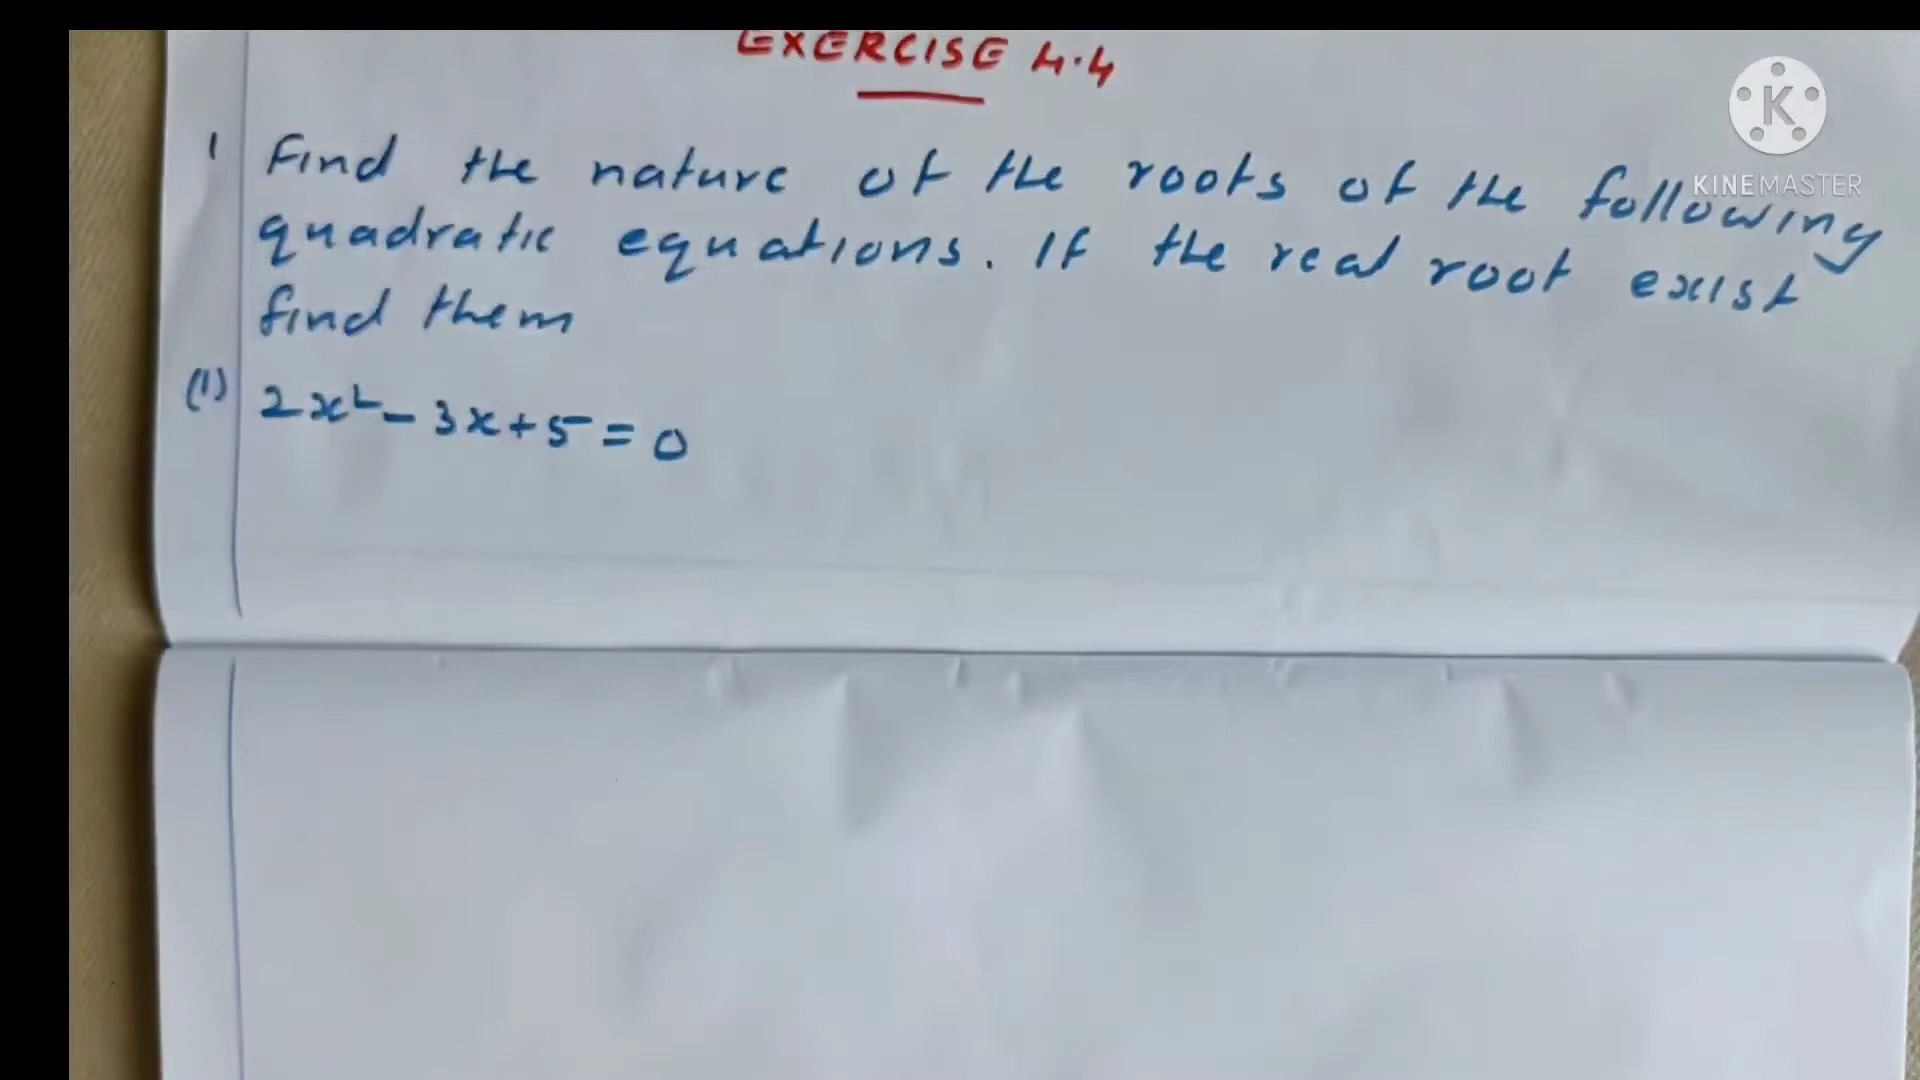 EXERCISE 4.4
1 Find the nature of the roots of the following
quadratic equations. If the real root exist
find them
(1) 2x² - 3x + 5 = 0
K
KINEMASTER